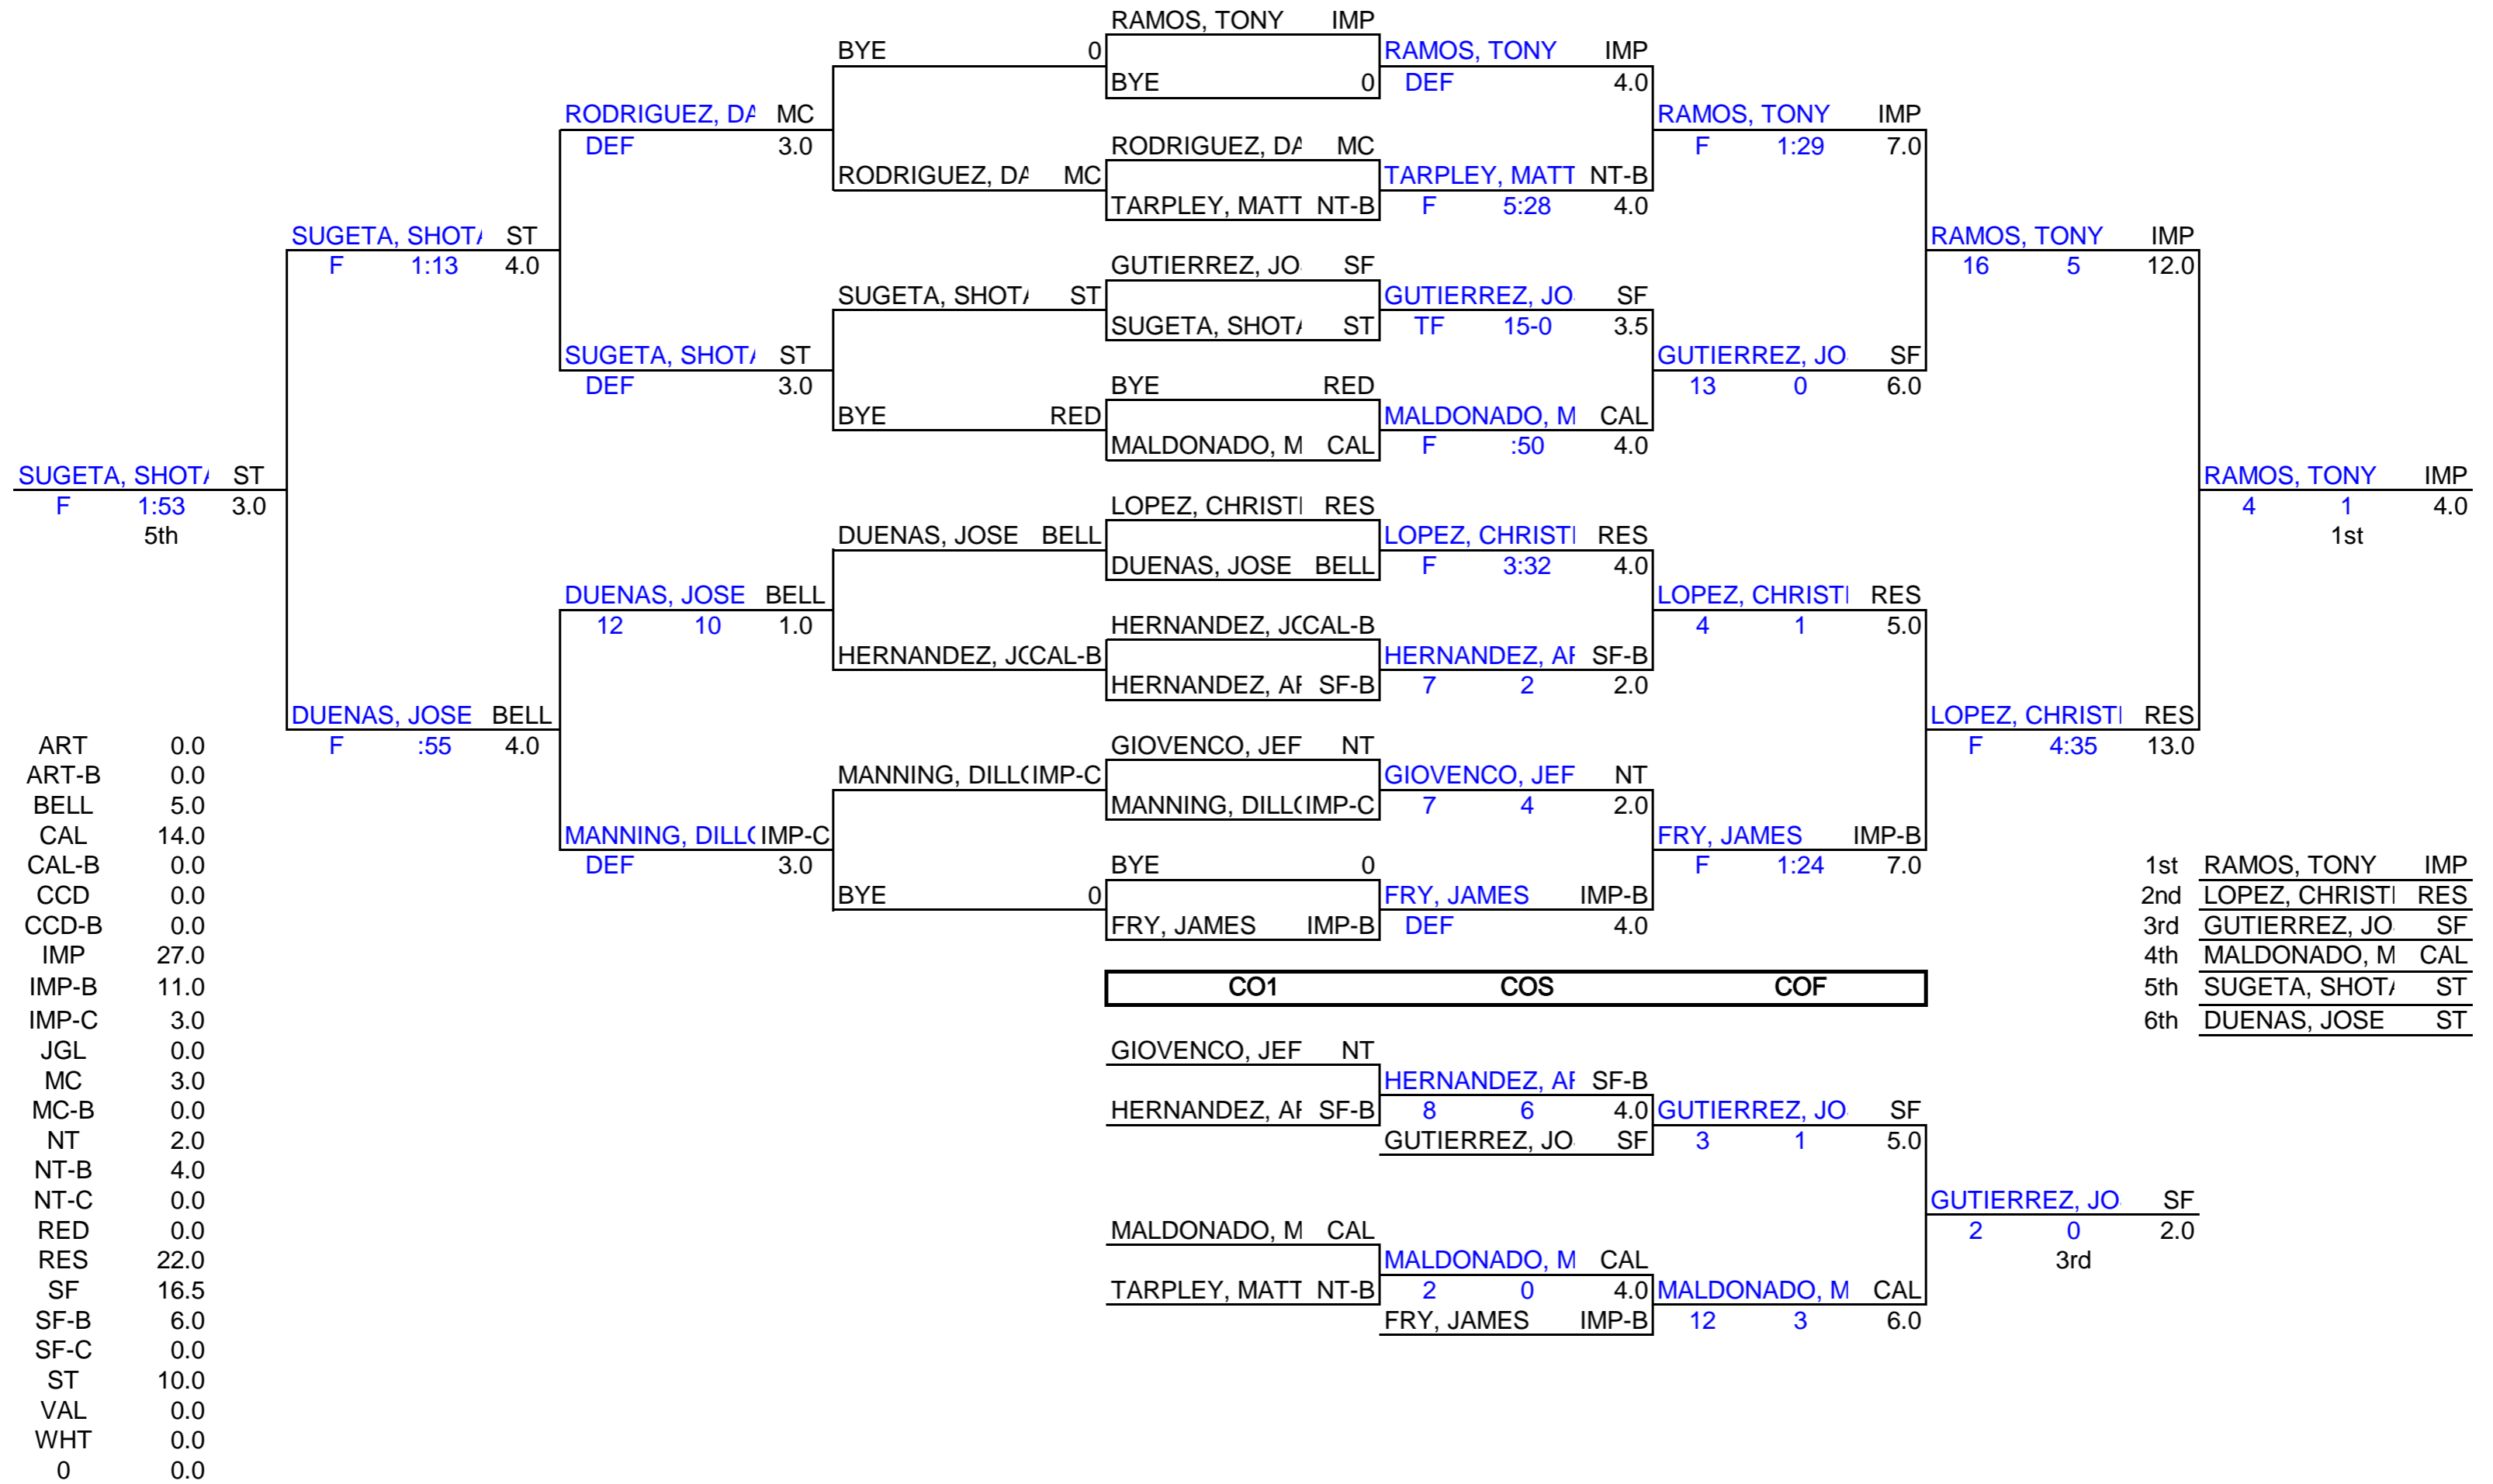 RAMOS, TONY IMP
BYE 0 RAMOS, TONY IMP
BYE 0 DEF 4.0
RODRIGUEZ, DA MC RAMOS, TONY IMP
DEF 3.0 RODRIGUEZ, DA MC F 1:29 7.0
RODRIGUEZ, DA MC TARPLEY, MATT NT-B
TARPLEY, MATT NT-B F 5:28 4.0
SUGETA, SHOTA ST RAMOS, TONY IMP
F 1:13 4.0 GUTIERREZ, JO SF 16 5 12.0
SUGETA, SHOTA ST GUTIERREZ, JO SF
SUGETA, SHOTA ST TF 15-0 3.5
SUGETA, SHOTA ST GUTIERREZ, JO SF
DEF 3.0 BYE RED 13 0 6.0
BYE RED MALDONADO, M CAL
MALDONADO, M CAL F :50 4.0
SUGETA, SHOTA ST RAMOS, TONY IMP
F 1:53 3.0 LOPEZ, CHRISTI RES 4 1 4.0
5th DUENAS, JOSE BELL LOPEZ, CHRISTI RES 1st
DUENAS, JOSE BELL F 3:32 4.0
DUENAS, JOSE BELL LOPEZ, CHRISTI RES
12 10 1.0 HERNANDEZ, JO CAL-B 4 1 5.0
HERNANDEZ, JO CAL-B HERNANDEZ, AR SF-B
HERNANDEZ, AR SF-B 7 2 2.0
DUENAS, JOSE BELL LOPEZ, CHRISTI RES
ART 0.0 F :55 4.0 GIOVENCO, JEF NT F 4:35 13.0
ART-B 0.0 MANNING, DILLO IMP-C GIOVENCO, JEF NT
BELL 5.0 MANNING, DILLO IMP-C 7 4 2.0
CAL 14.0 MANNING, DILLO IMP-C FRY, JAMES IMP-B
CAL-B 0.0 DEF 3.0 BYE 0 F 1:24 7.0 1st RAMOS, TONY IMP
CCD 0.0 BYE 0 FRY, JAMES IMP-B 2nd LOPEZ, CHRISTI RES
CCD-B 0.0 FRY, JAMES IMP-B DEF 4.0 3rd GUTIERREZ, JO SF
IMP 27.0 4th MALDONADO, M CAL
IMP-B 11.0 CO1 COS COF 5th SUGETA, SHOTA ST
IMP-C 3.0 6th DUENAS, JOSE ST
JGL 0.0 GIOVENCO, JEF NT
MC 3.0 HERNANDEZ, AR SF-B
MC-B 0.0 HERNANDEZ, AR SF-B 8 6 4.0 GUTIERREZ, JO SF
NT 2.0 GUTIERREZ, JO SF 3 1 5.0
NT-B 4.0
NT-C 0.0 GUTIERREZ, JO SF
RED 0.0 MALDONADO, M CAL 2 0 2.0
RES 22.0 MALDONADO, M CAL 3rd
SF 16.5 TARPLEY, MATT NT-B 2 0 4.0 MALDONADO, M CAL
SF-B 6.0 FRY, JAMES IMP-B 12 3 6.0
SF-C 0.0
ST 10.0
VAL 0.0
WHT 0.0
0 0.0